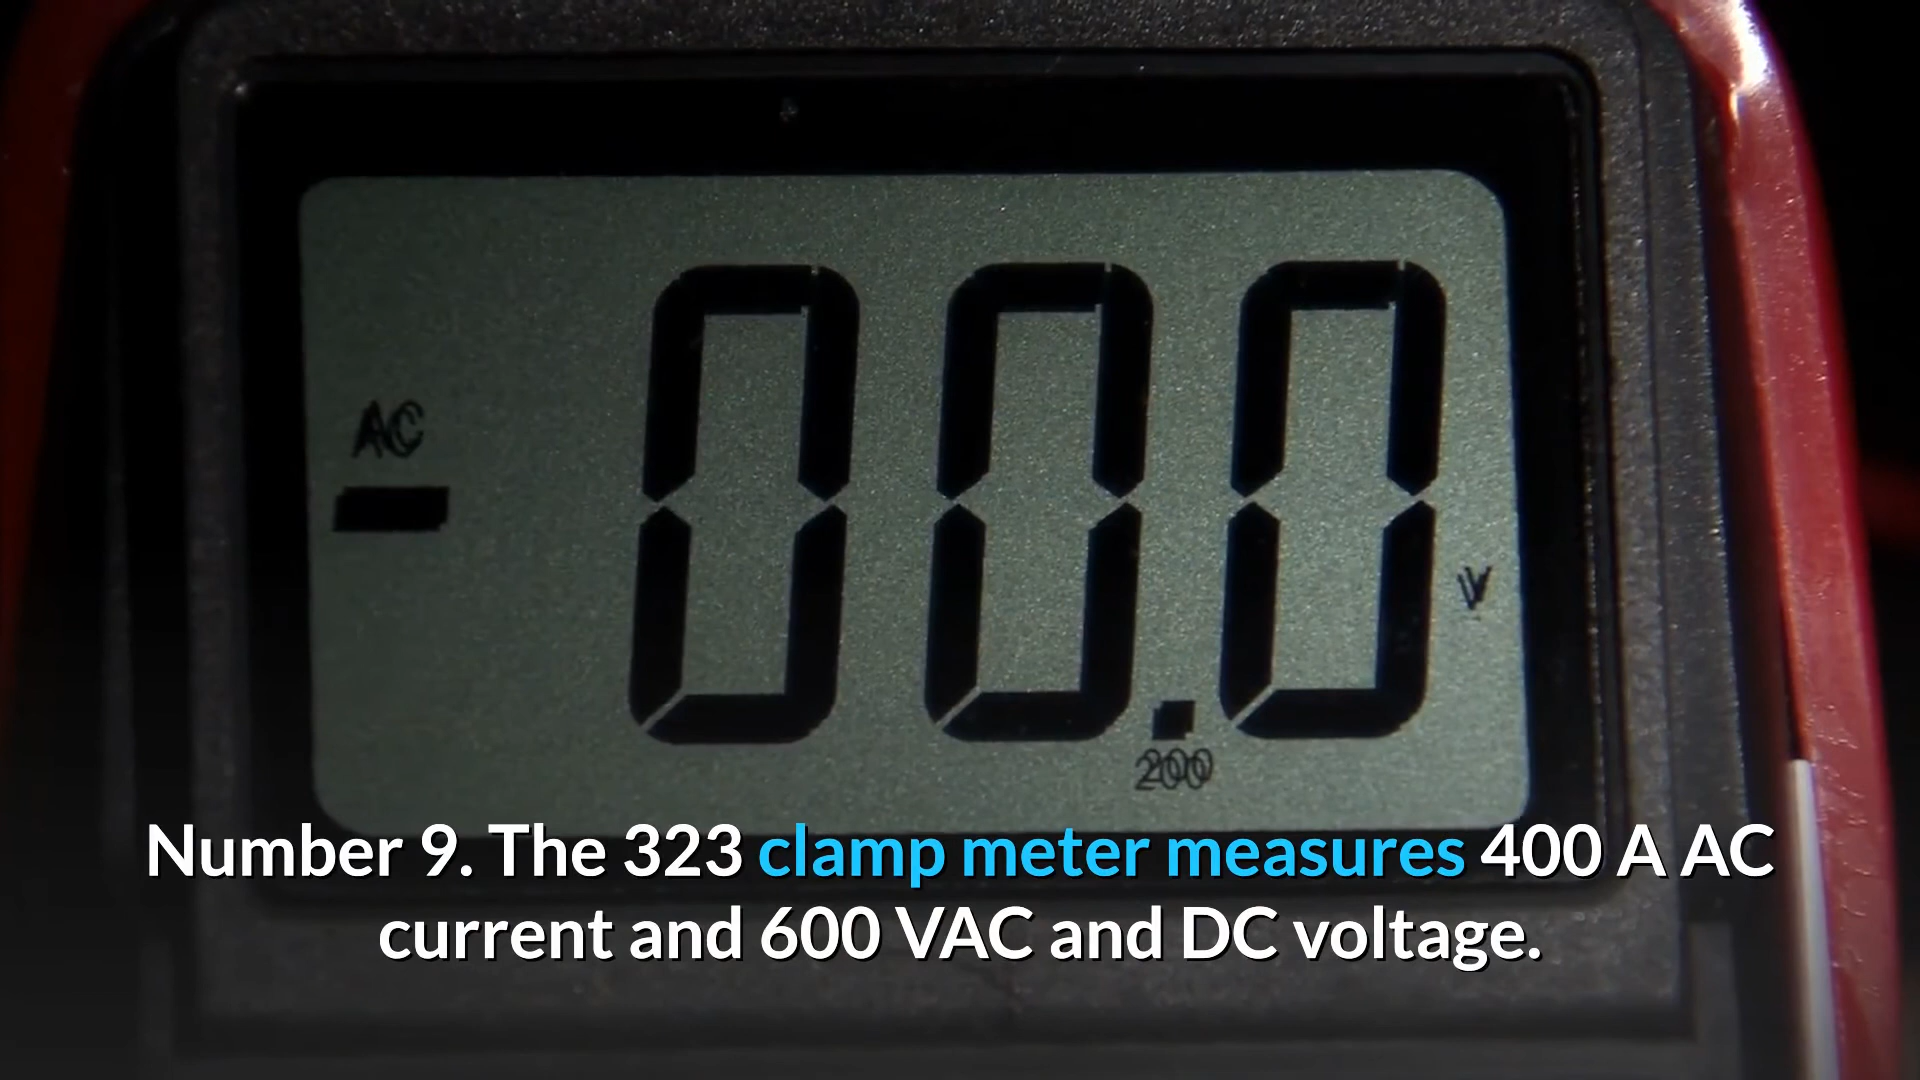 AC
- 00.0
V
200
Number 9. The 323 clamp meter measures 400 A AC
current and 600 VAC and DC voltage.